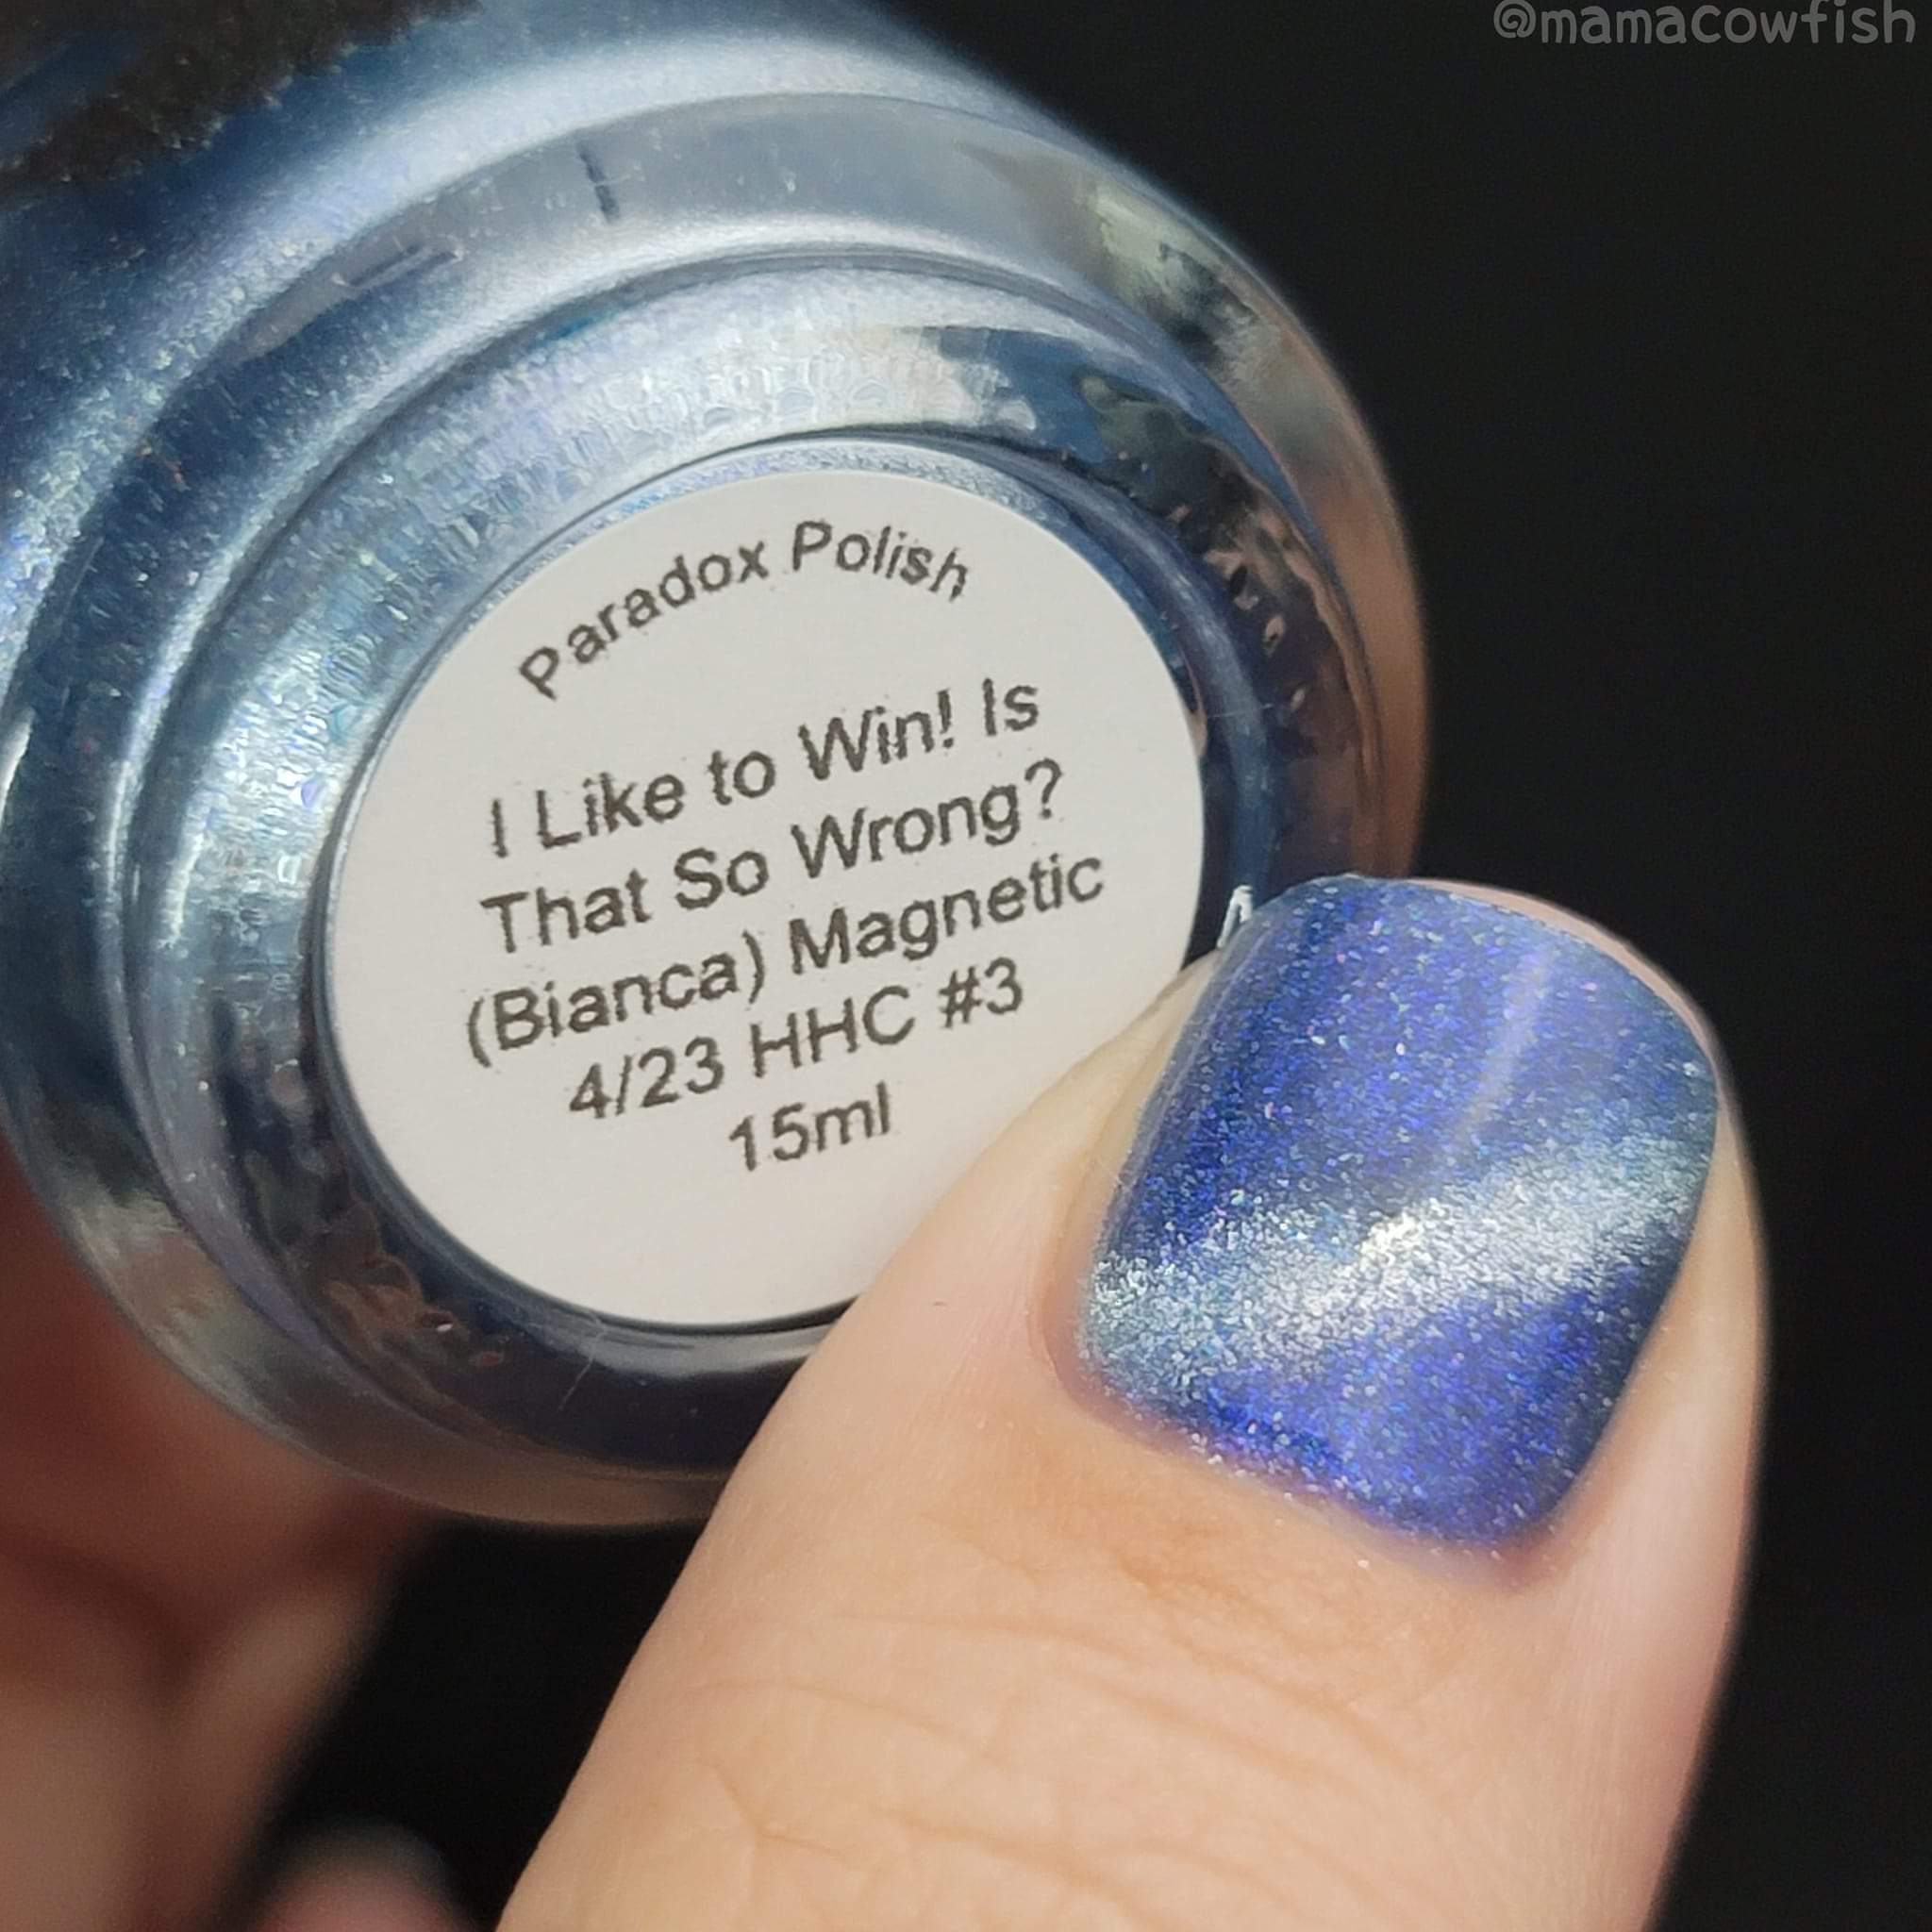 @mamacowfish
Paradox Polish
I Like to Win! Is
That So Wrong?
(Bianca) Magnetic
4/23 HHC #3
15ml